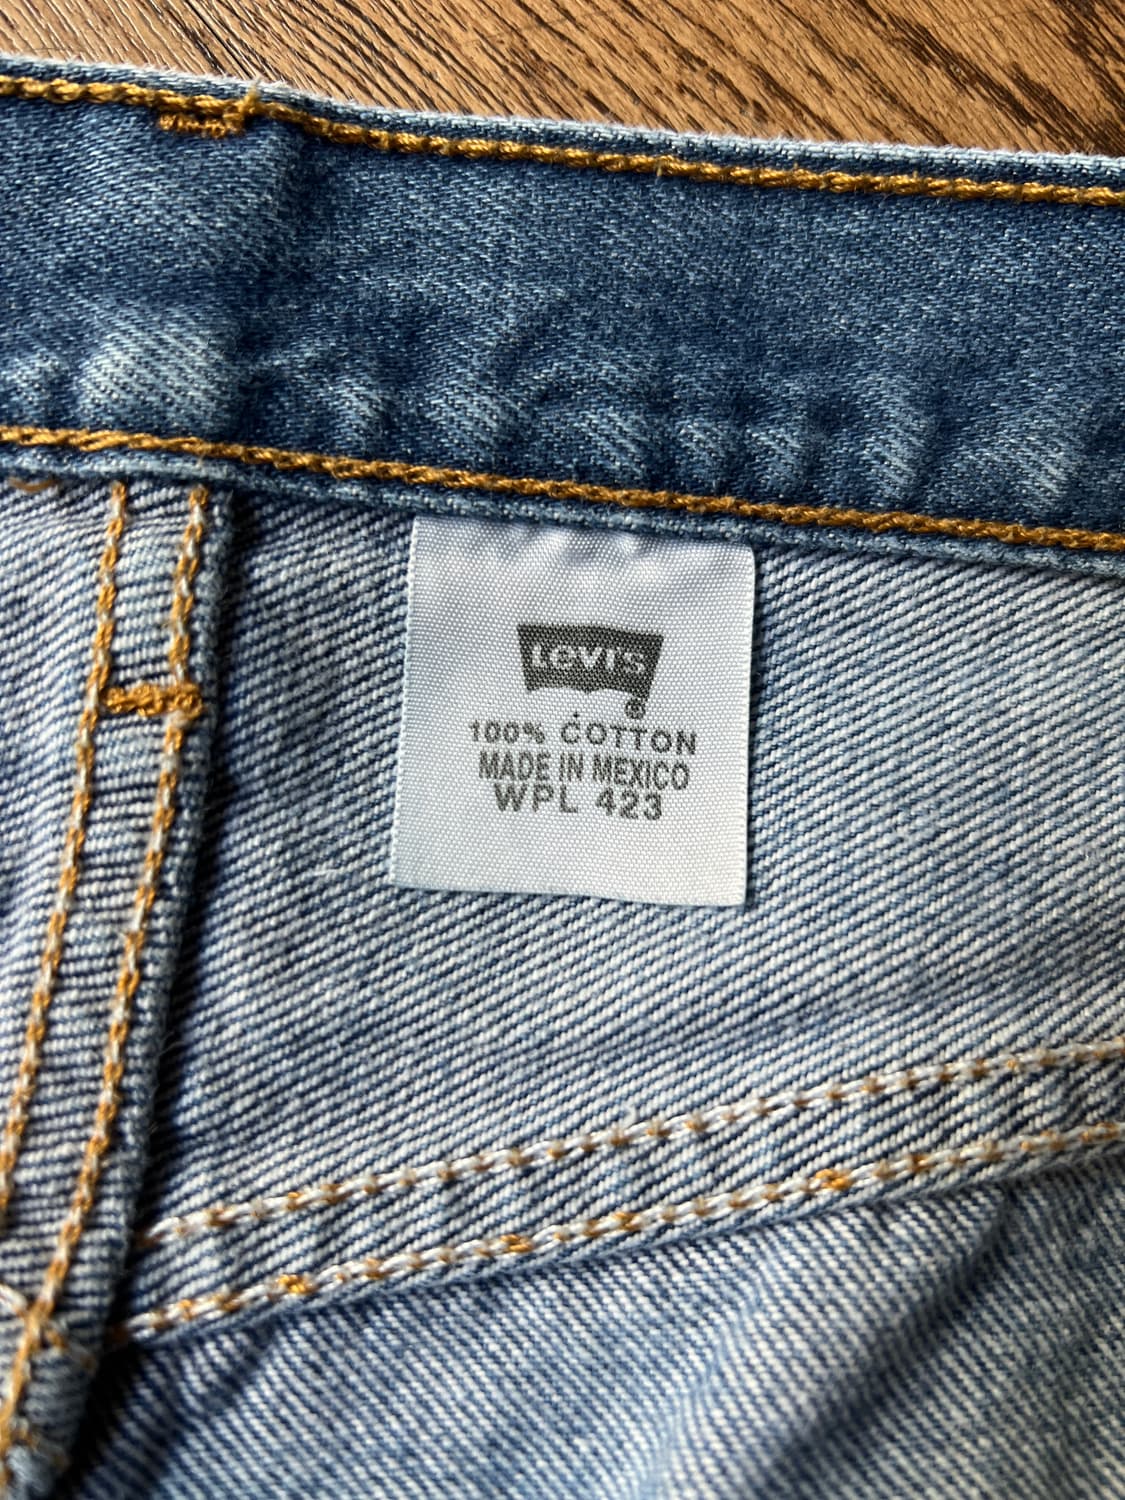 Levi's
®
100% COTTON
MADE IN MEXICO
WPL 423